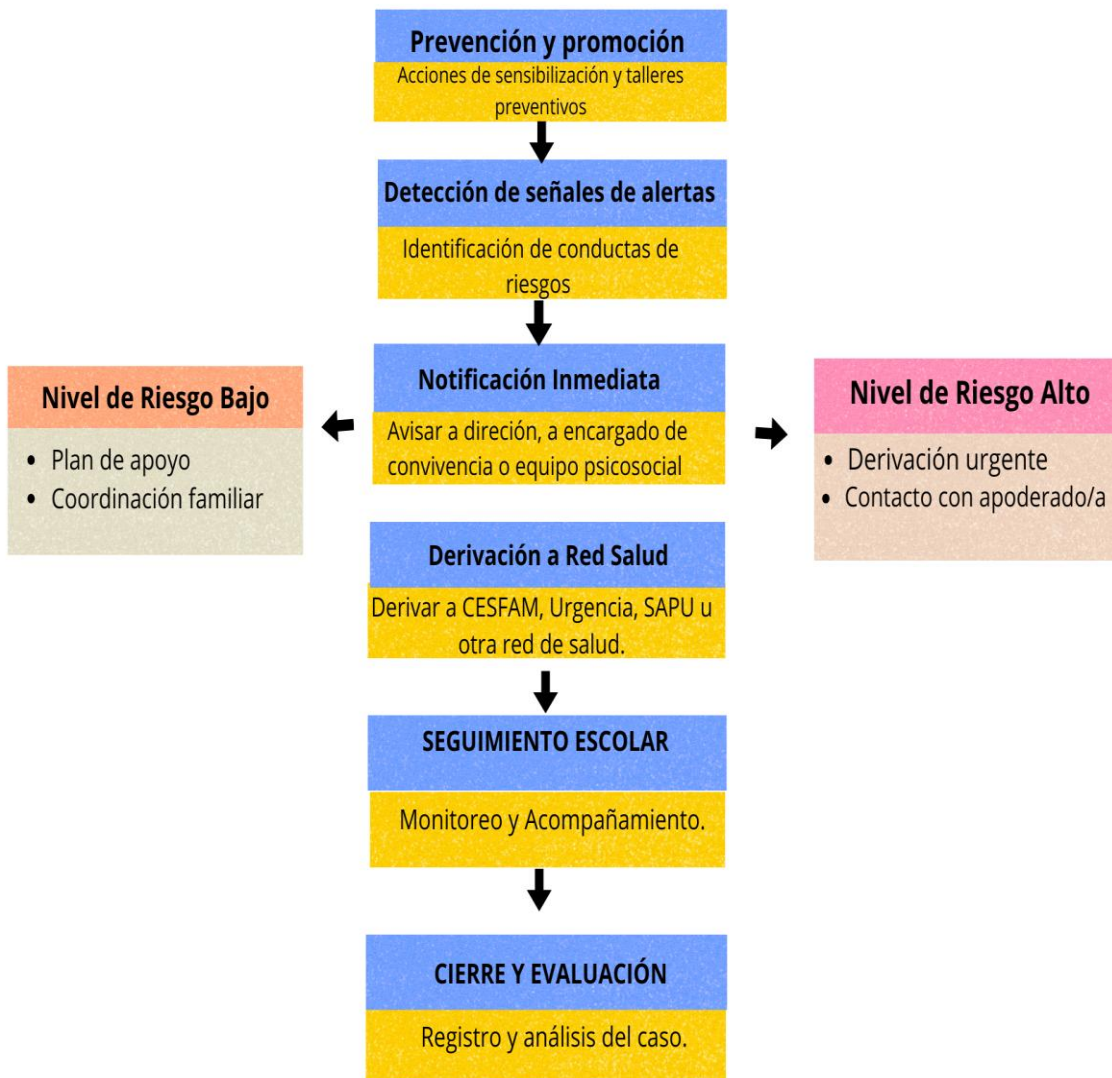 Prevención y promoción
Acciones de sensibilización y talleres
preventivos
Detección de señales de alertas
Identificación de conductas de
riesgos
Notificación Inmediata
Avisar a direción, a encargado de
convivencia o equipo psicosocial
Nivel de Riesgo Bajo
• Plan de apoyo
• Coordinación familiar
Nivel de Riesgo Alto
• Derivación urgente
• Contacto con apoderado/a
Derivación a Red Salud
Derivar a CESFAM, Urgencia, SAPU u
otra red de salud.
SEGUIMIENTO ESCOLAR
Monitoreo y Acompañamiento.
CIERRE Y EVALUACIÓN
Registro y análisis del caso.